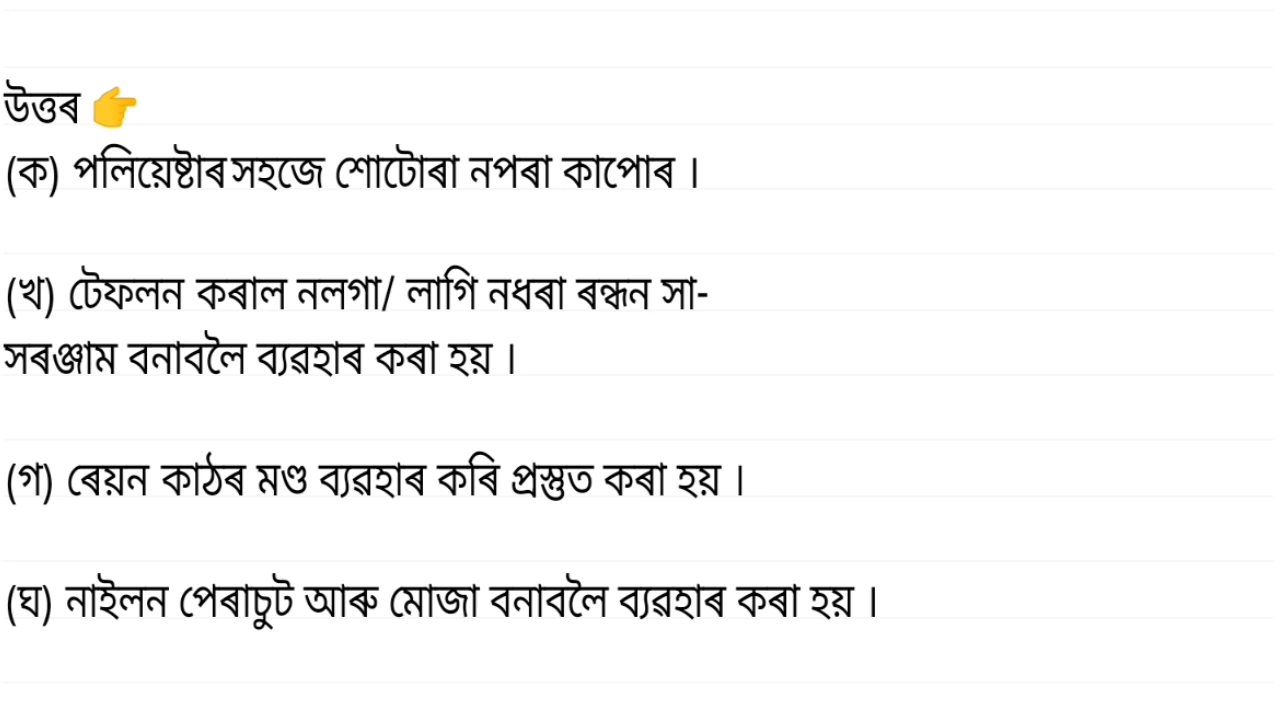 উত্তৰ 👉
(ক) পলিয়েষ্টাৰ সহজে শোটোৰা নপৰা কাপোৰ ।
(খ) টেফলন কৰাল নলগা/ লাগি নধৰা ৰন্ধন সা-
সৰঞ্জাম বনাবলৈ ব্যৱহাৰ কৰা হয় ।
(গ) ৰেয়ন কাঠৰ মণ্ড ব্যৱহাৰ কৰি প্ৰস্তুত কৰা হয় ।
(ঘ) নাইলন পেৰাচুট আৰু মোজা বনাবলৈ ব্যৱহাৰ কৰা হয় ।